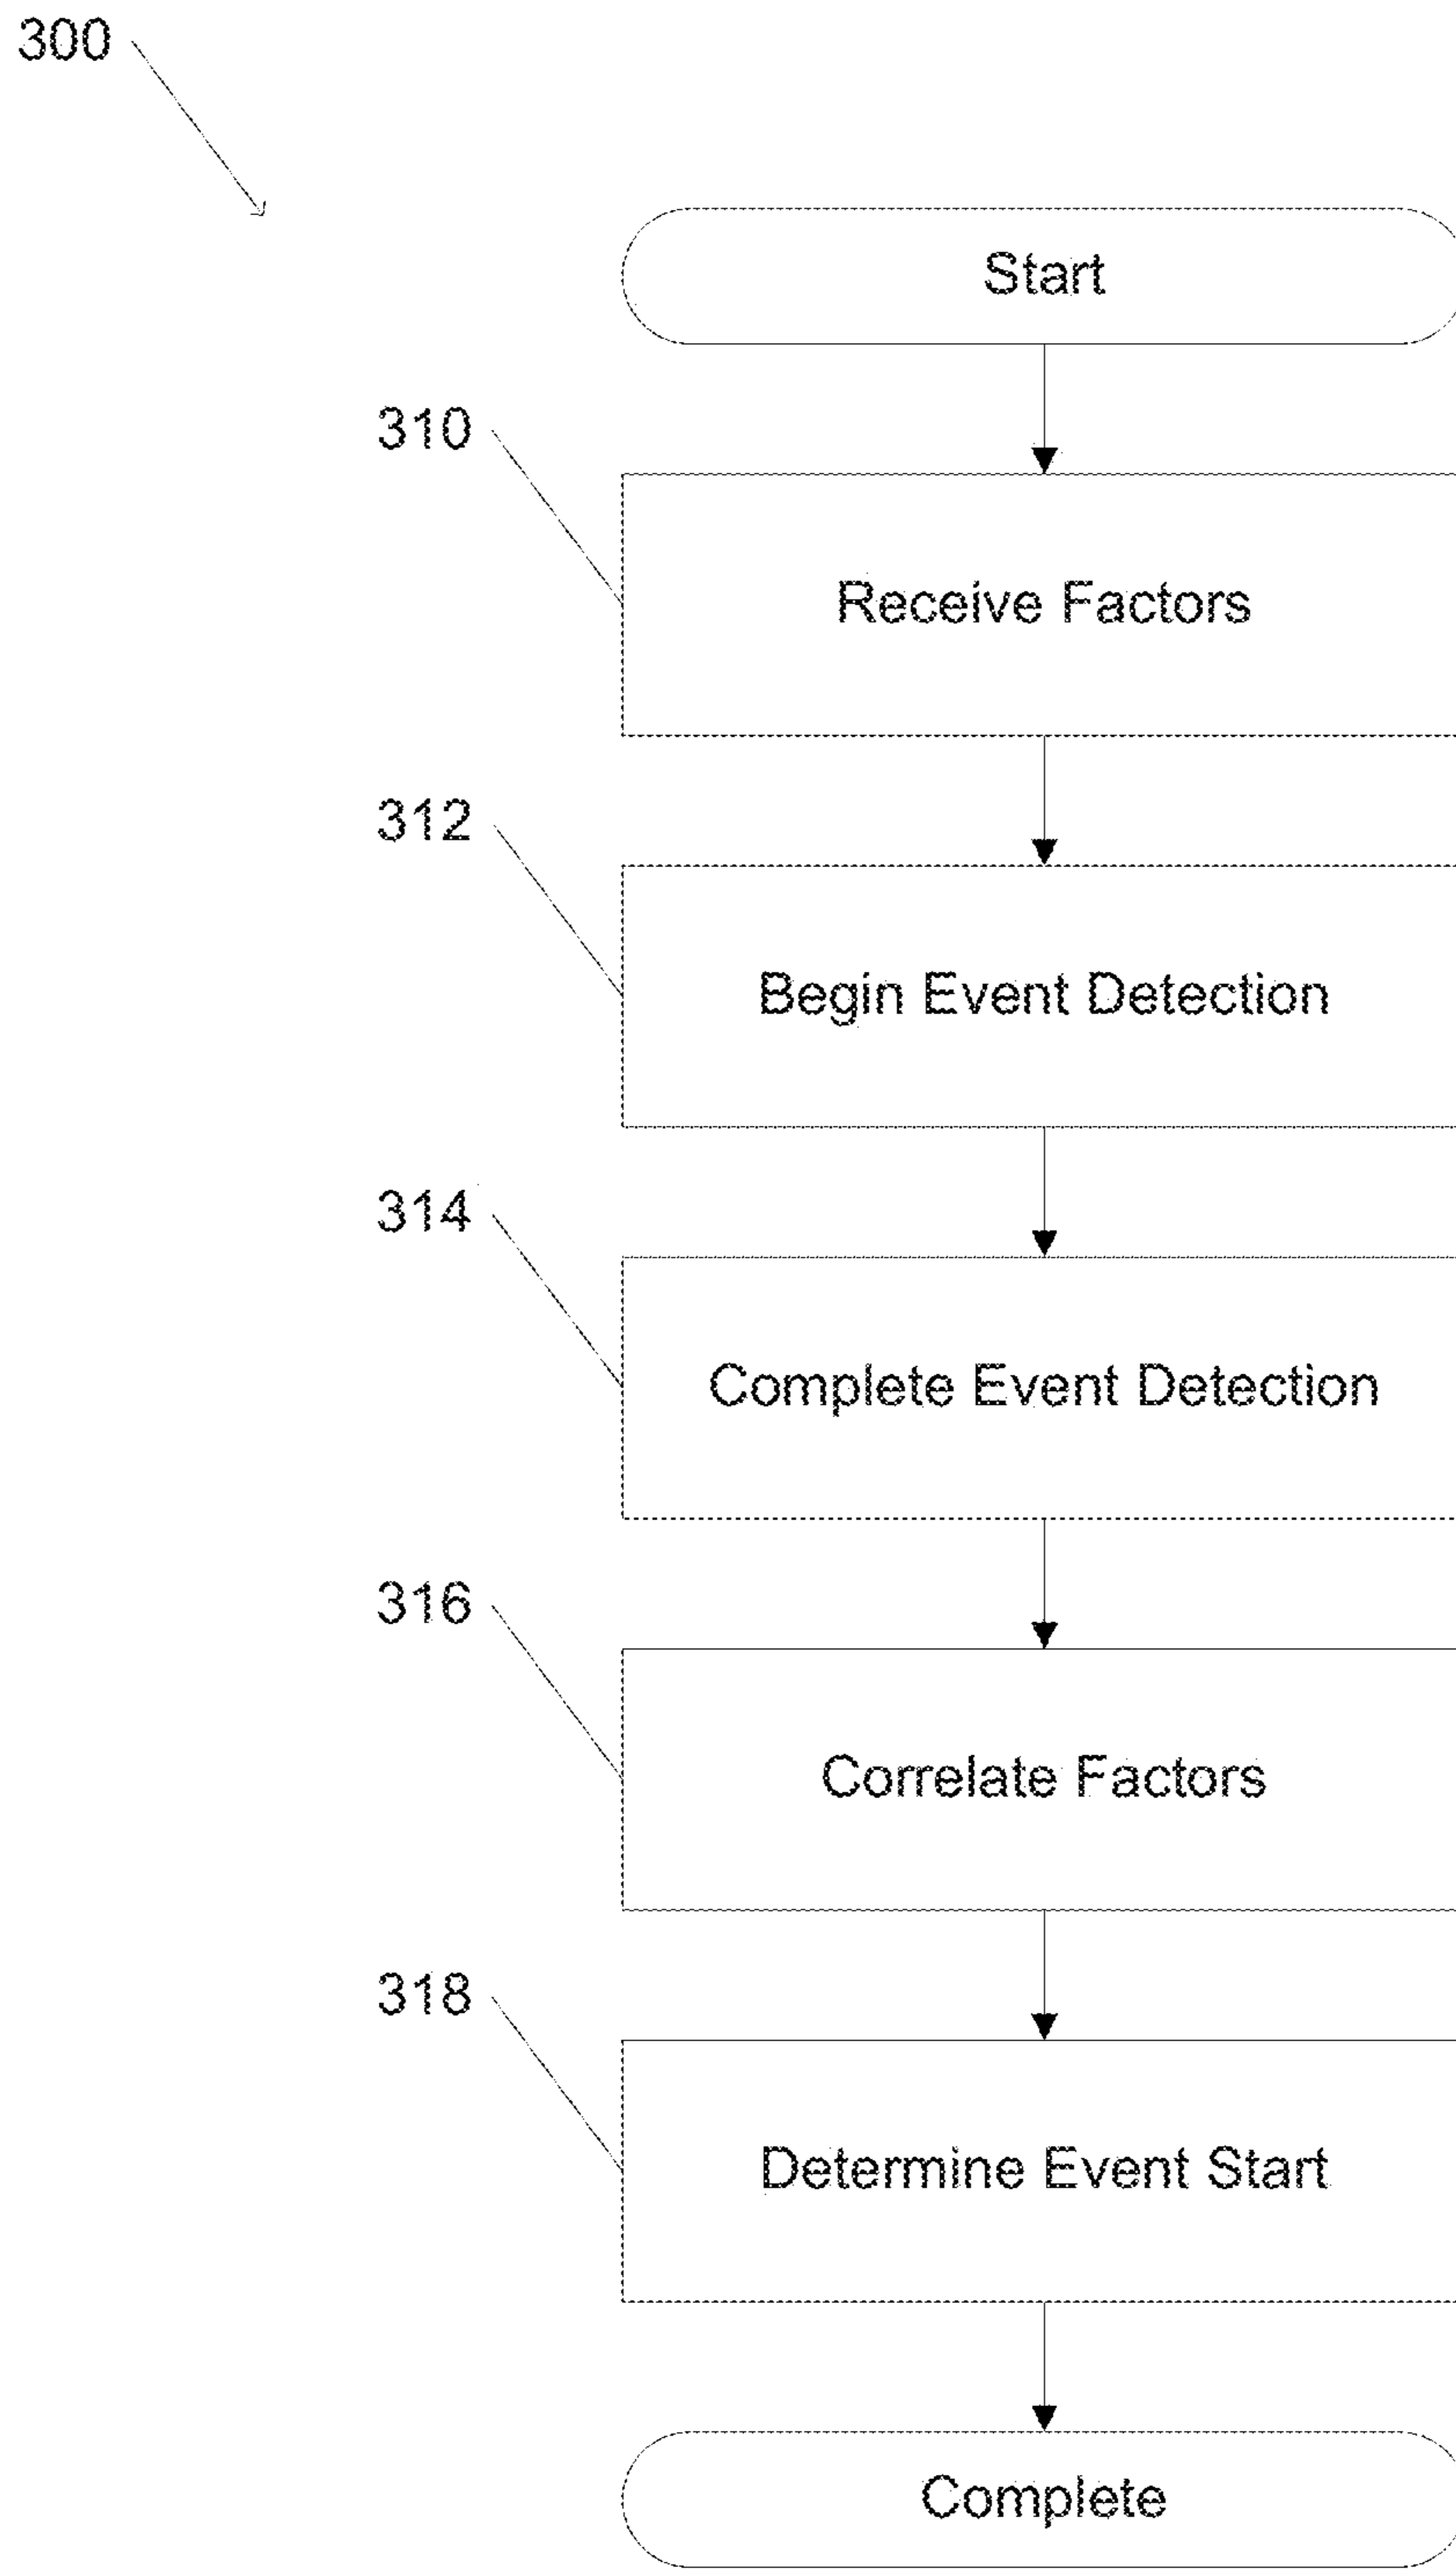 300
Start
310
Receive Factors
312
Begin Event Detection
314
Complete Event Detection
316
Correlate Factors
318
Determine Event Start
Complete